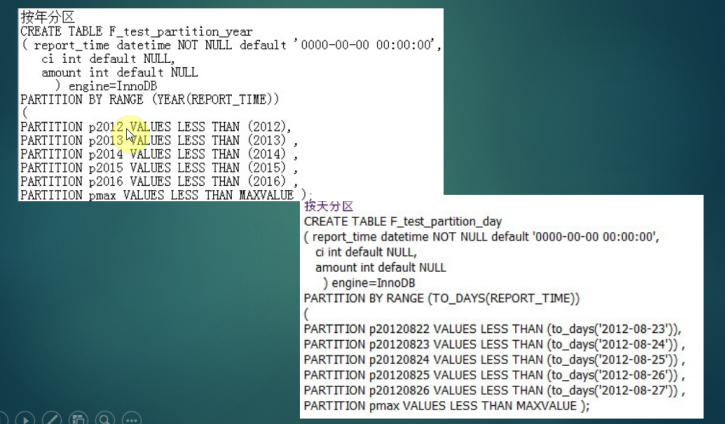 按年分区
CREATE TABLE F_test_partition_year
( report_time datetime NOT NULL default '0000-00-00 00:00:00',
ci int default NULL,
amount int default NULL
) engine=InnoDB
PARTITION BY RANGE (YEAR(REPORT_TIME))
(
PARTITION p2012 VALUES LESS THAN (2012),
PARTITION p2013 VALUES LESS THAN (2013) ,
PARTITION p2014 VALUES LESS THAN (2014) ,
PARTITION p2015 VALUES LESS THAN (2015) ,
PARTITION p2016 VALUES LESS THAN (2016) ,
PARTITION pmax VALUES LESS THAN MAXVALUE );
按天分区
CREATE TABLE F_test_partition_day
( report_time datetime NOT NULL default '0000-00-00 00:00:00',
ci int default NULL,
amount int default NULL
) engine=InnoDB
PARTITION BY RANGE (TO_DAYS(REPORT_TIME))
(
PARTITION p20120822 VALUES LESS THAN (to_days('2012-08-23')),
PARTITION p20120823 VALUES LESS THAN (to_days('2012-08-24')) ,
PARTITION p20120824 VALUES LESS THAN (to_days('2012-08-25')) ,
PARTITION p20120825 VALUES LESS THAN (to_days('2012-08-26')) ,
PARTITION p20120826 VALUES LESS THAN (to_days('2012-08-27')) ,
PARTITION pmax VALUES LESS THAN MAXVALUE );